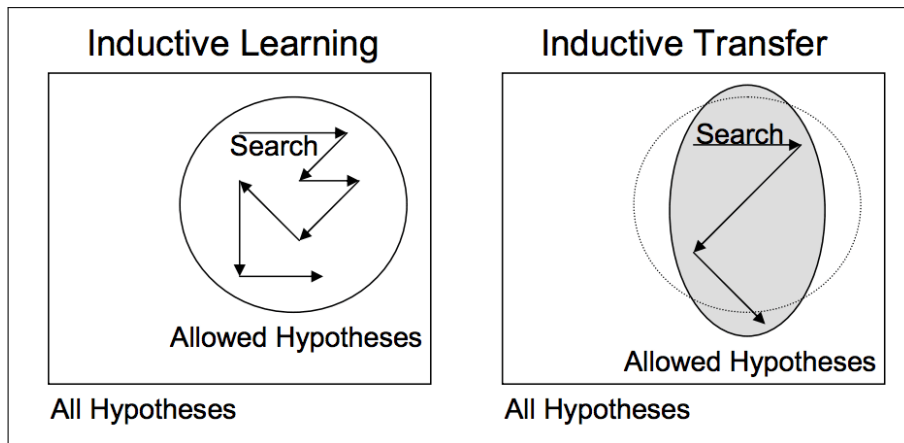 Inductive Learning
Search
Allowed Hypotheses
All Hypotheses
Inductive Transfer
Search
Allowed Hypotheses
All Hypotheses